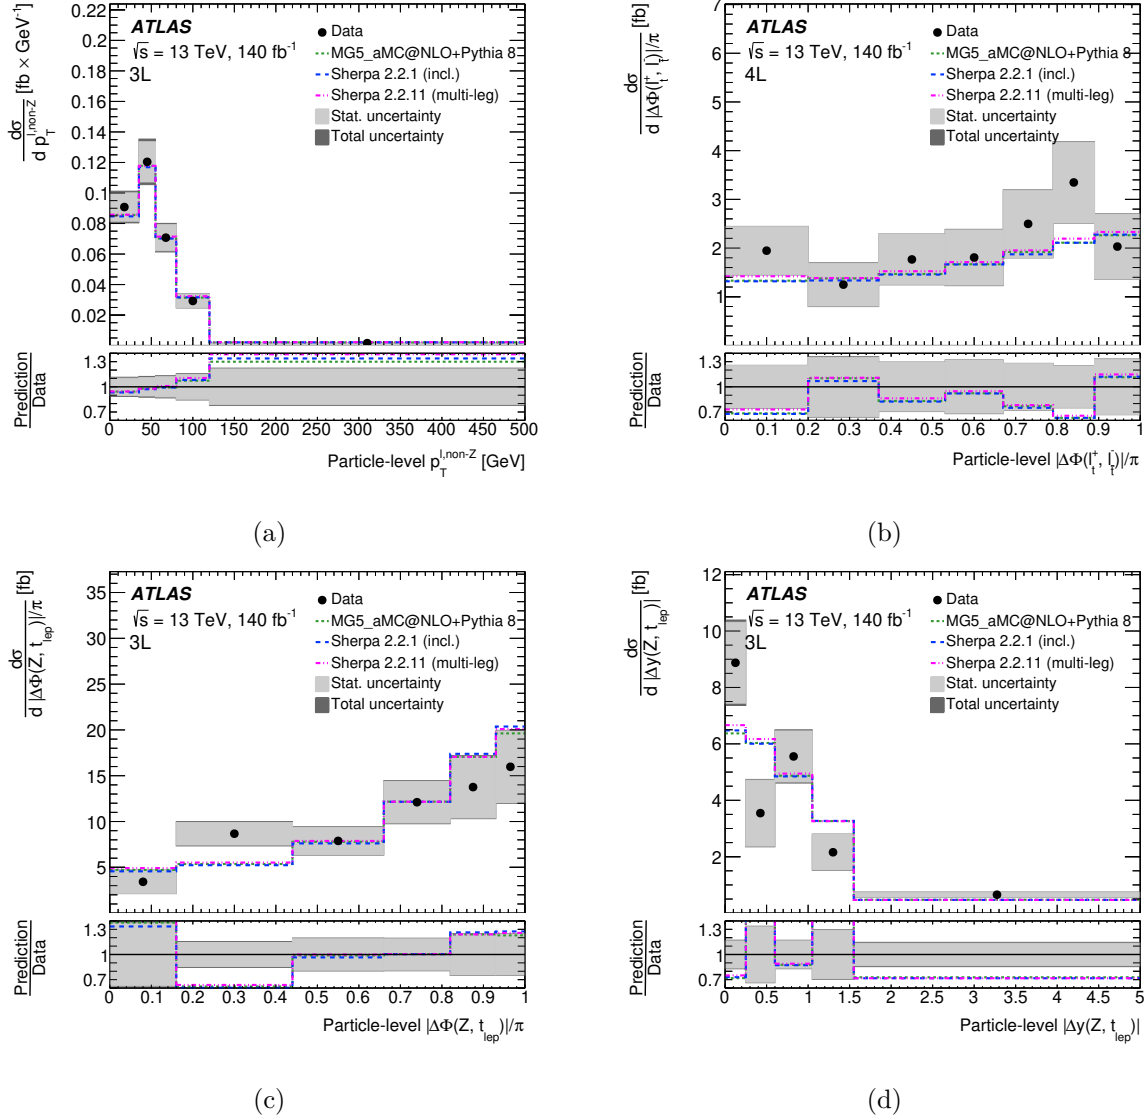 ATLAS
√s = 13 TeV, 140 fb⁻¹
3L
Data
MG5_aMC@NLO+Pythia 8
Sherpa 2.2.1 (incl.)
Sherpa 2.2.11 (multi-leg)
Stat. uncertainty
Total uncertainty
dσ / d p_T^{l,non-Z} [fb × GeV⁻¹]
0.22
0.2
0.18
0.16
0.14
0.12
0.1
0.08
0.06
0.04
0.02
Prediction / Data
1.3
1
0.7
0 50 100 150 200 250 300 350 400 450 500
Particle-level p_T^{l,non-Z} [GeV]
(a)
ATLAS
√s = 13 TeV, 140 fb⁻¹
4L
Data
MG5_aMC@NLO+Pythia 8
Sherpa 2.2.1 (incl.)
Sherpa 2.2.11 (multi-leg)
Stat. uncertainty
Total uncertainty
dσ / d |ΔΦ(l_t^+, l_t̄^-)|/π [fb]
7
6
5
4
3
2
1
Prediction / Data
1.3
1
0.7
0 0.1 0.2 0.3 0.4 0.5 0.6 0.7 0.8 0.9 1
Particle-level |ΔΦ(l_t^+, l_t̄^-)|/π
(b)
ATLAS
√s = 13 TeV, 140 fb⁻¹
3L
Data
MG5_aMC@NLO+Pythia 8
Sherpa 2.2.1 (incl.)
Sherpa 2.2.11 (multi-leg)
Stat. uncertainty
Total uncertainty
dσ / d |ΔΦ(Z, t_lep)|/π [fb]
35
30
25
20
15
10
5
Prediction / Data
1.3
1
0.7
0 0.1 0.2 0.3 0.4 0.5 0.6 0.7 0.8 0.9 1
Particle-level |ΔΦ(Z, t_lep)|/π
(c)
ATLAS
√s = 13 TeV, 140 fb⁻¹
3L
Data
MG5_aMC@NLO+Pythia 8
Sherpa 2.2.1 (incl.)
Sherpa 2.2.11 (multi-leg)
Stat. uncertainty
Total uncertainty
dσ / d |Δy(Z, t_lep)| [fb]
12
10
8
6
4
2
Prediction / Data
1.3
1
0.7
0 0.5 1 1.5 2 2.5 3 3.5 4 4.5 5
Particle-level |Δy(Z, t_lep)|
(d)